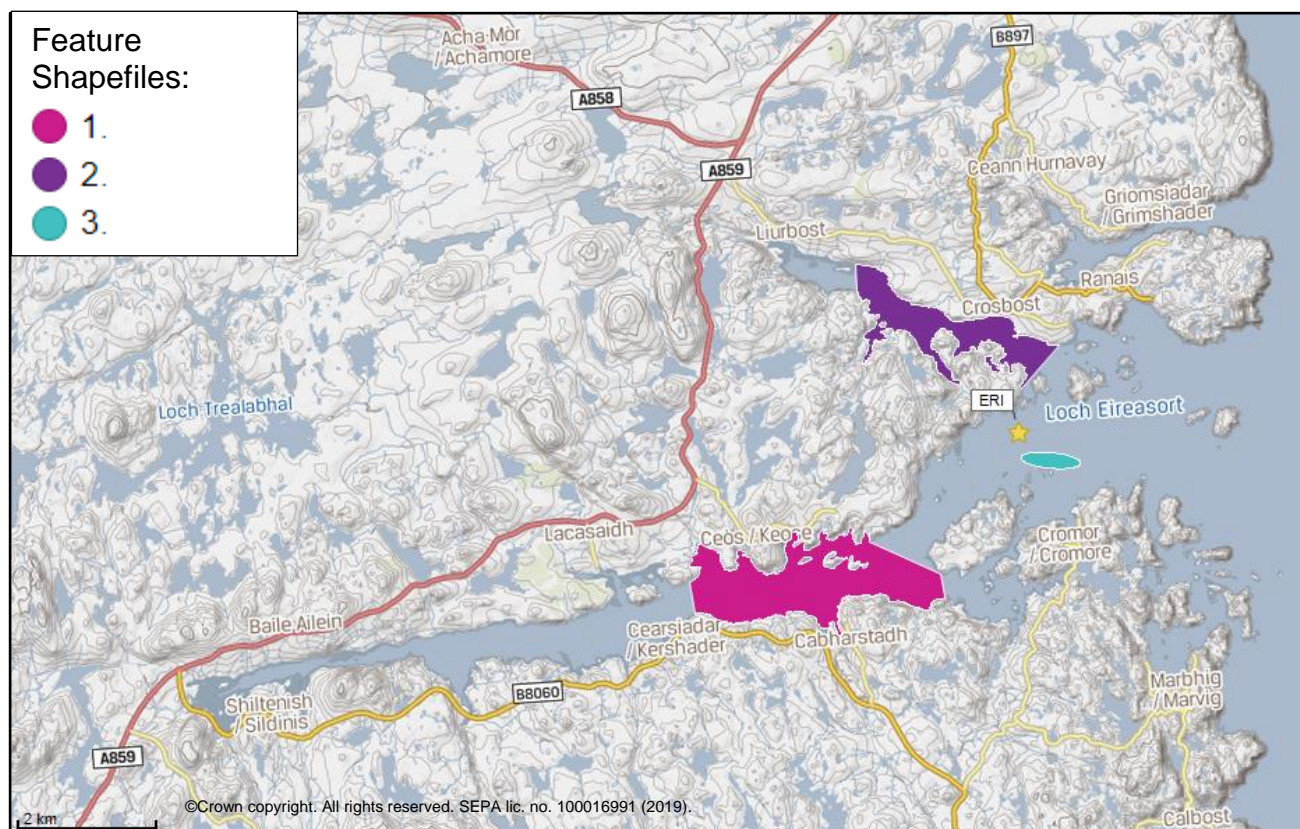 Feature
Shapefiles:
1.
2.
3.
Acha Mòr
/ Achamore
B897
A858
A859
Ceann Hurnavay
Griomsiadar
/ Grimshader
Liurbost
Ranais
Crosbost
ERI
Loch Eireasort
Loch Trealabhal
Lacasaidh
Ceòs / Keose
Cromor
/ Cromore
Baile Ailein
Cearsiadar
/ Kershader
Cabharstadh
Shiltenish
/ Sildinis
B8060
Marbhig
/ Marvig
A859
©Crown copyright. All rights reserved. SEPA lic. no. 100016991 (2019).
Calbost
2 km